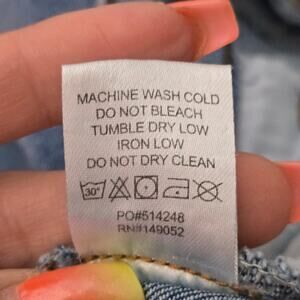 MACHINE WASH COLD
DO NOT BLEACH
TUMBLE DRY LOW
IRON LOW
DO NOT DRY CLEAN
30°
PO#514248
RN#149052